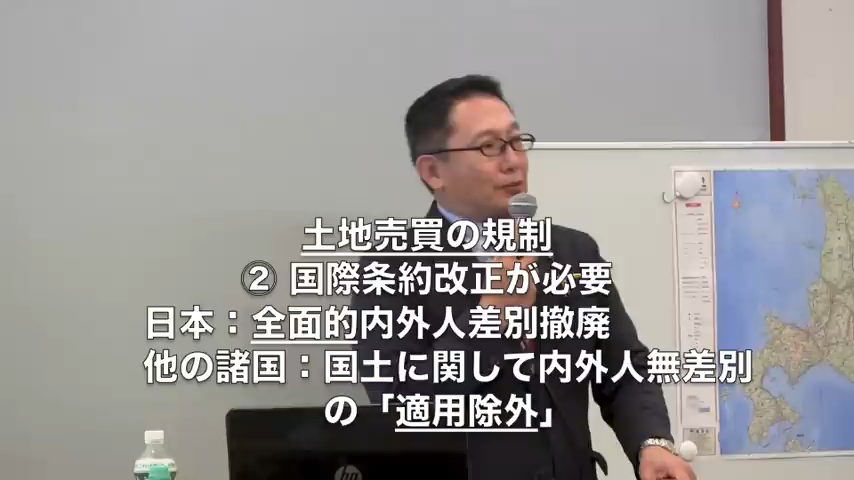 土地売買の規制
② 国際条約改正が必要
日本：全面的内外人差別撤廃
他の諸国：国土に関して内外人無差別
の「適用除外」
hp